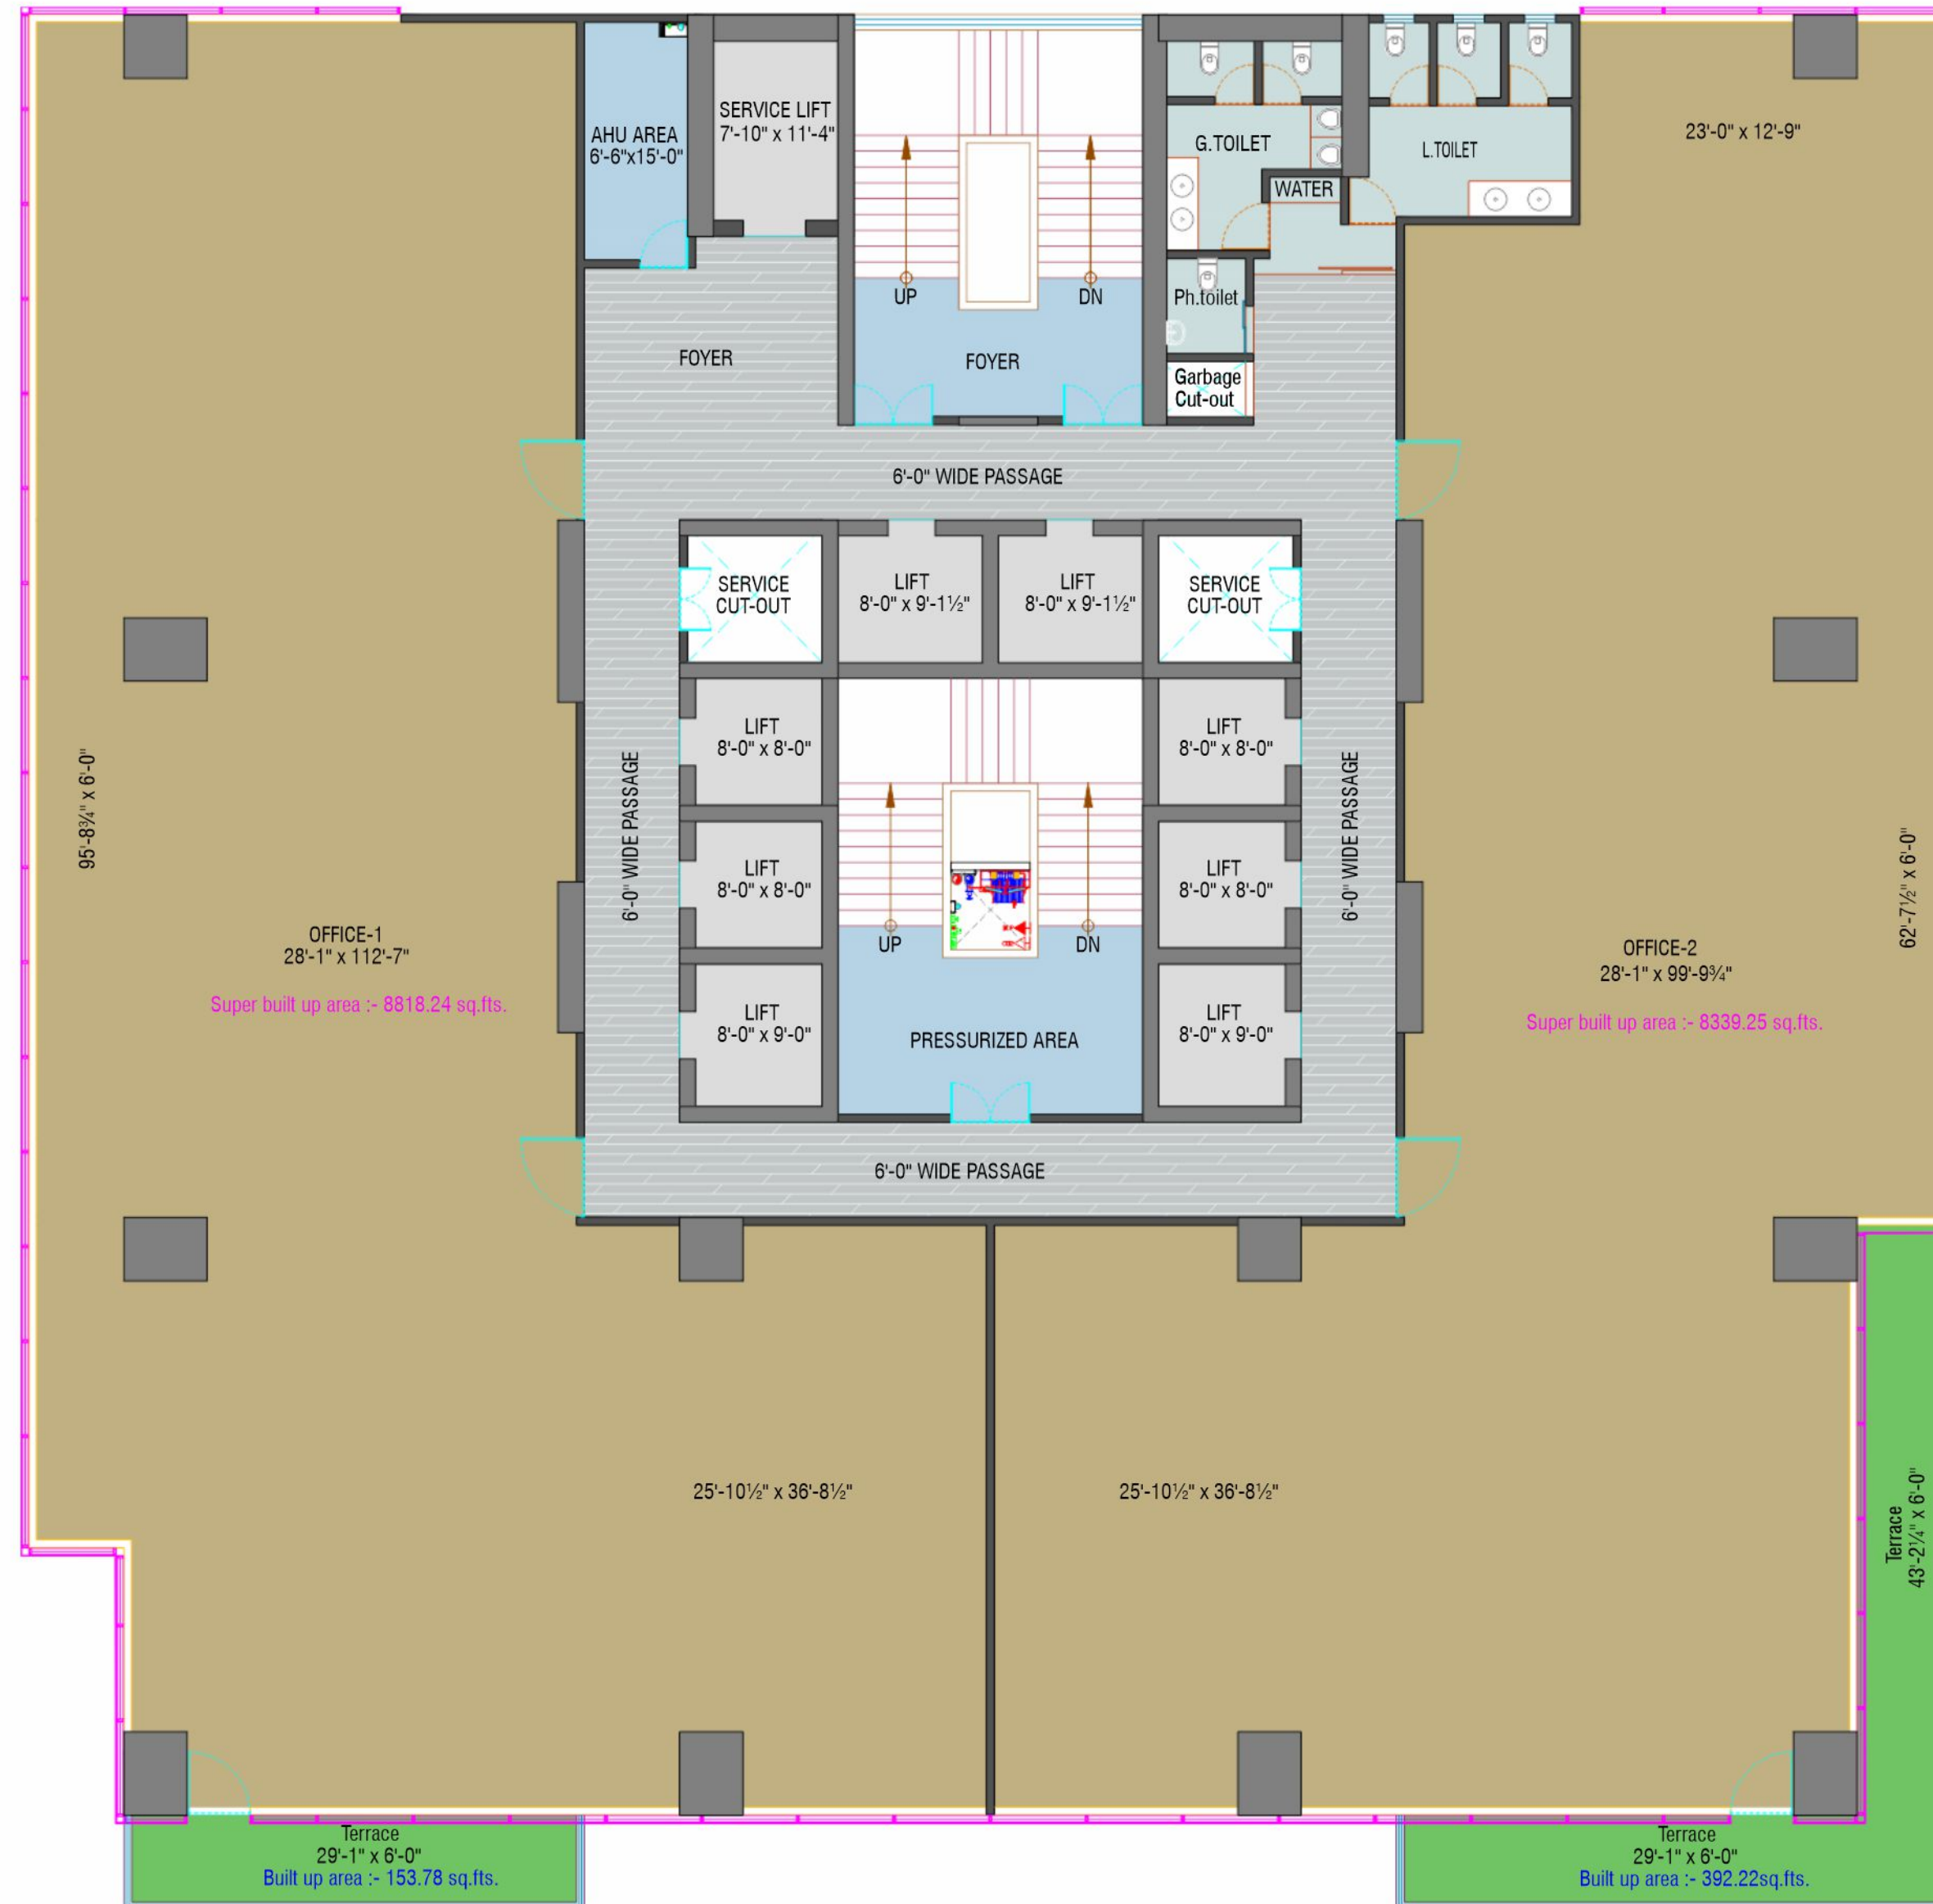 SERVICE LIFT
7'-10" x 11'-4"
AHU AREA
6'-6"x15'-0"
G.TOILET
L.TOILET
WATER
23'-0" x 12'-9"
UP
DN
Ph.toilet
FOYER
FOYER
Garbage
Cut-out
6'-0" WIDE PASSAGE
SERVICE
CUT-OUT
LIFT
8'-0" x 9'-1½"
LIFT
8'-0" x 9'-1½"
SERVICE
CUT-OUT
LIFT
8'-0" x 8'-0"
LIFT
8'-0" x 8'-0"
95'-8¾" x 6'-0"
6'-0" WIDE PASSAGE
6'-0" WIDE PASSAGE
62'-7½" x 6'-0"
LIFT
8'-0" x 8'-0"
LIFT
8'-0" x 8'-0"
UP
DN
OFFICE-1
28'-1" x 112'-7"
Super built up area :- 8818.24 sq.fts.
OFFICE-2
28'-1" x 99'-9¾"
Super built up area :- 8339.25 sq.fts.
LIFT
8'-0" x 9'-0"
PRESSURIZED AREA
LIFT
8'-0" x 9'-0"
6'-0" WIDE PASSAGE
25'-10½" x 36'-8½"
25'-10½" x 36'-8½"
Terrace
43'-2¼" x 6'-0"
Terrace
29'-1" x 6'-0"
Built up area :- 153.78 sq.fts.
Terrace
29'-1" x 6'-0"
Built up area :- 392.22sq.fts.